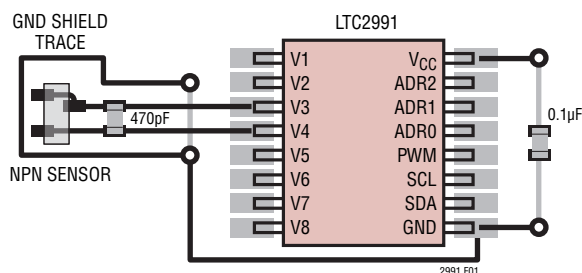 GND SHIELD
TRACE
LTC2991
V1
V2
V3
V4
V5
V6
V7
V8
VCC
ADR2
ADR1
ADR0
PWM
SCL
SDA
GND
470pF
0.1µF
NPN SENSOR
2991 F01